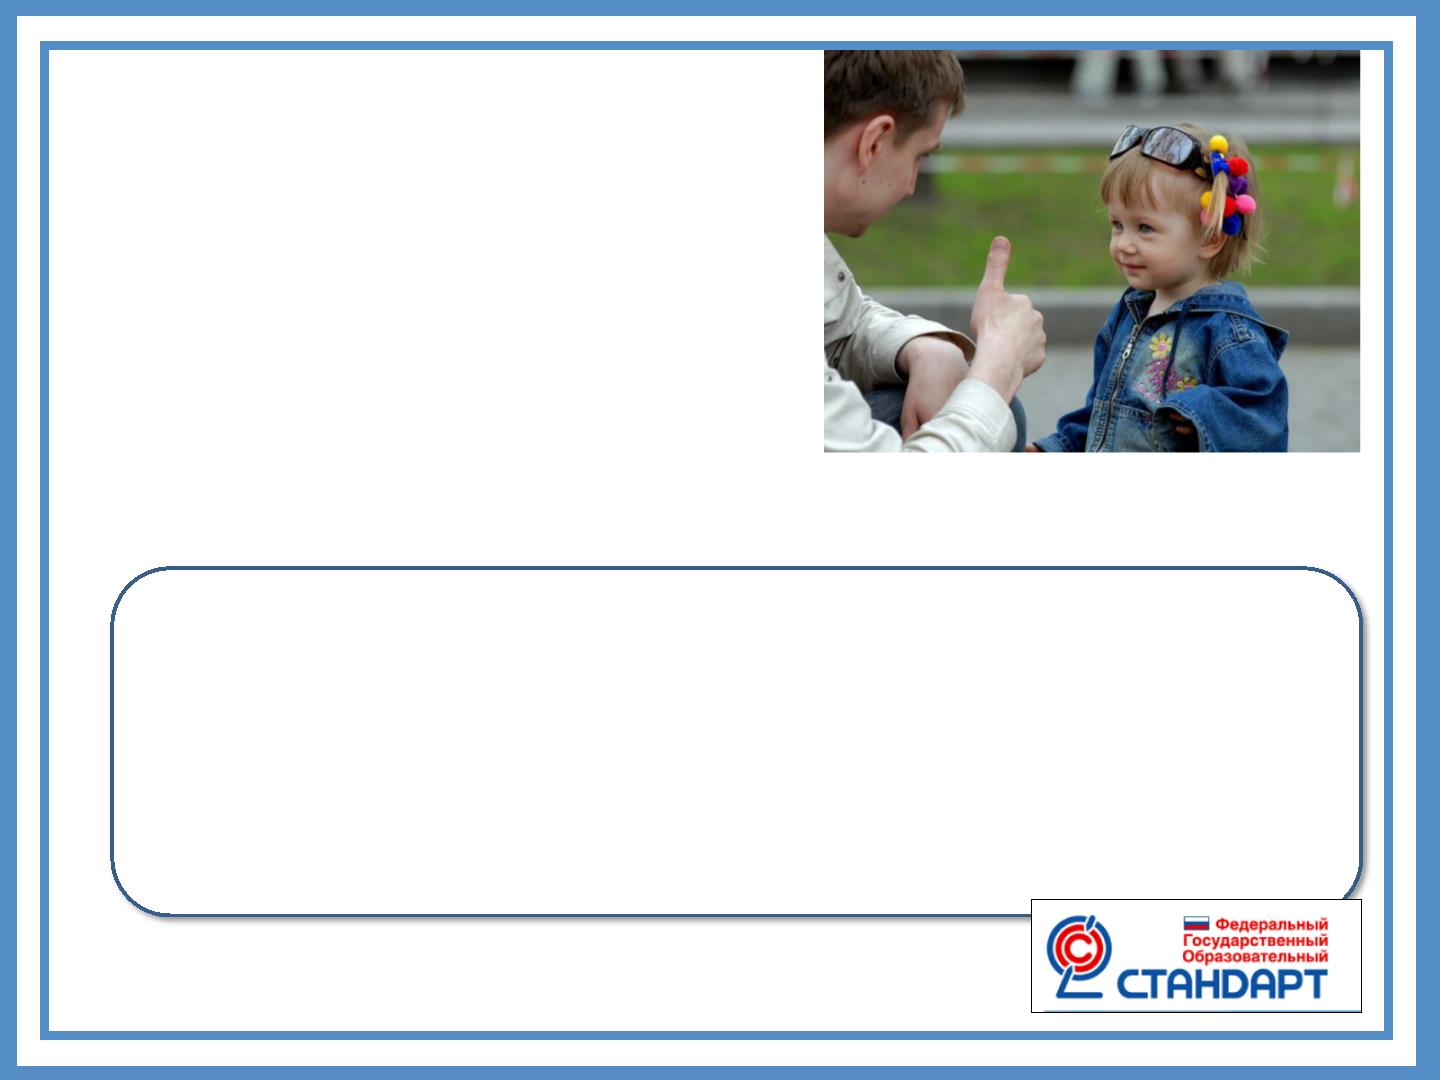 Федеральный
Государственный
Образовательный
СТАНДАРТ